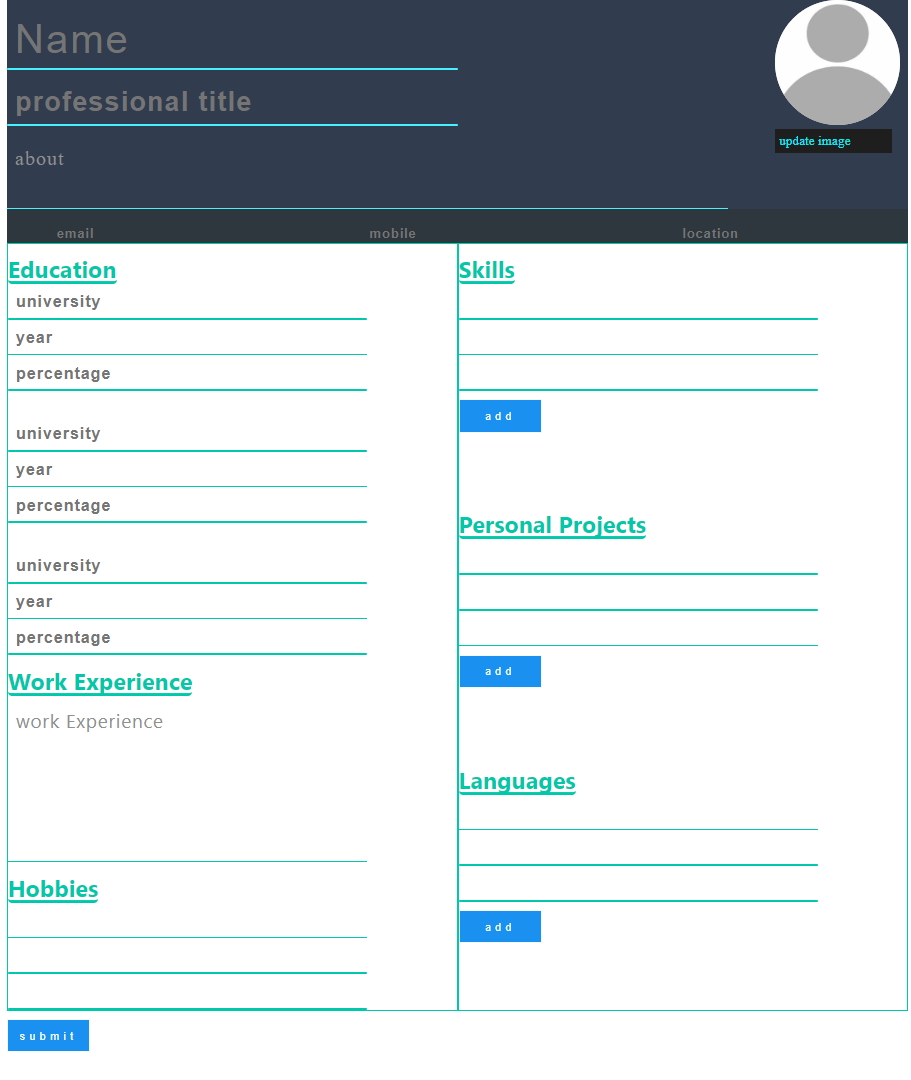 Name
professional title
about
update image
email mobile location
Education
university
year
percentage
university
year
percentage
university
year
percentage
Work Experience
work Experience
Hobbies
Skills
add
Personal Projects
add
Languages
add
submit